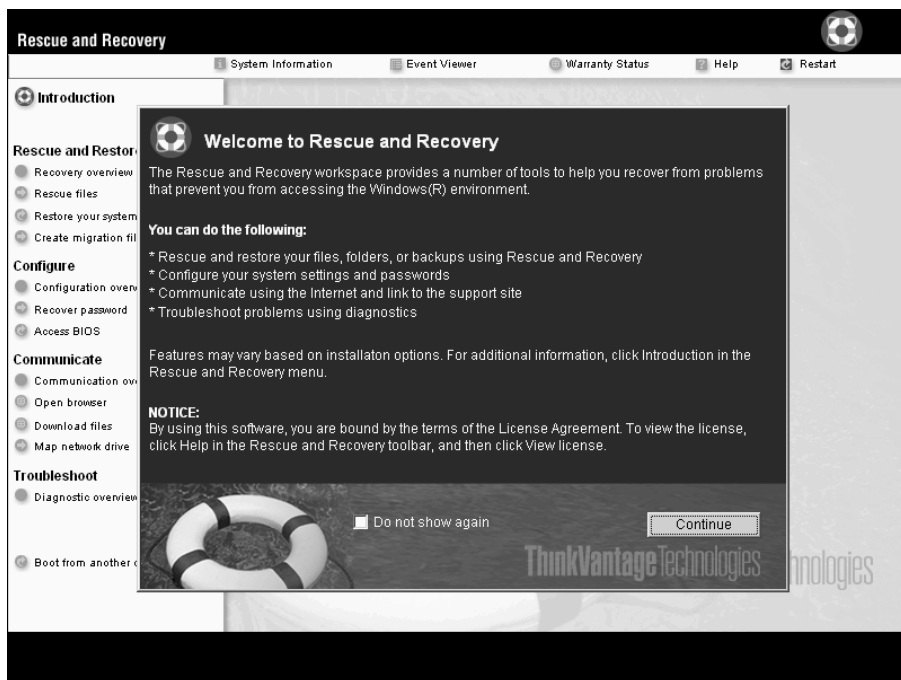 Rescue and Recovery
System Information
Event Viewer
Warranty Status
Help
Restart
Introduction
Rescue and Restor
Recovery overview
Rescue files
Restore your system
Create migration fil
Configure
Configuration overv
Recover password
Access BIOS
Communicate
Communication ov
Open browser
Download files
Map network drive
Troubleshoot
Diagnostic overview
Boot from another
Welcome to Rescue and Recovery
The Rescue and Recovery workspace provides a number of tools to help you recover from problems
that prevent you from accessing the Windows(R) environment.
You can do the following:
* Rescue and restore your files, folders, or backups using Rescue and Recovery
* Configure your system settings and passwords
* Communicate using the Internet and link to the support site
* Troubleshoot problems using diagnostics
Features may vary based on installaton options. For additional information, click Introduction in the
Rescue and Recovery menu.
NOTICE:
By using this software, you are bound by the terms of the License Agreement. To view the license,
click Help in the Rescue and Recovery toolbar, and then click View license.
Do not show again
Continue
ThinkVantage Technologies
hnologies